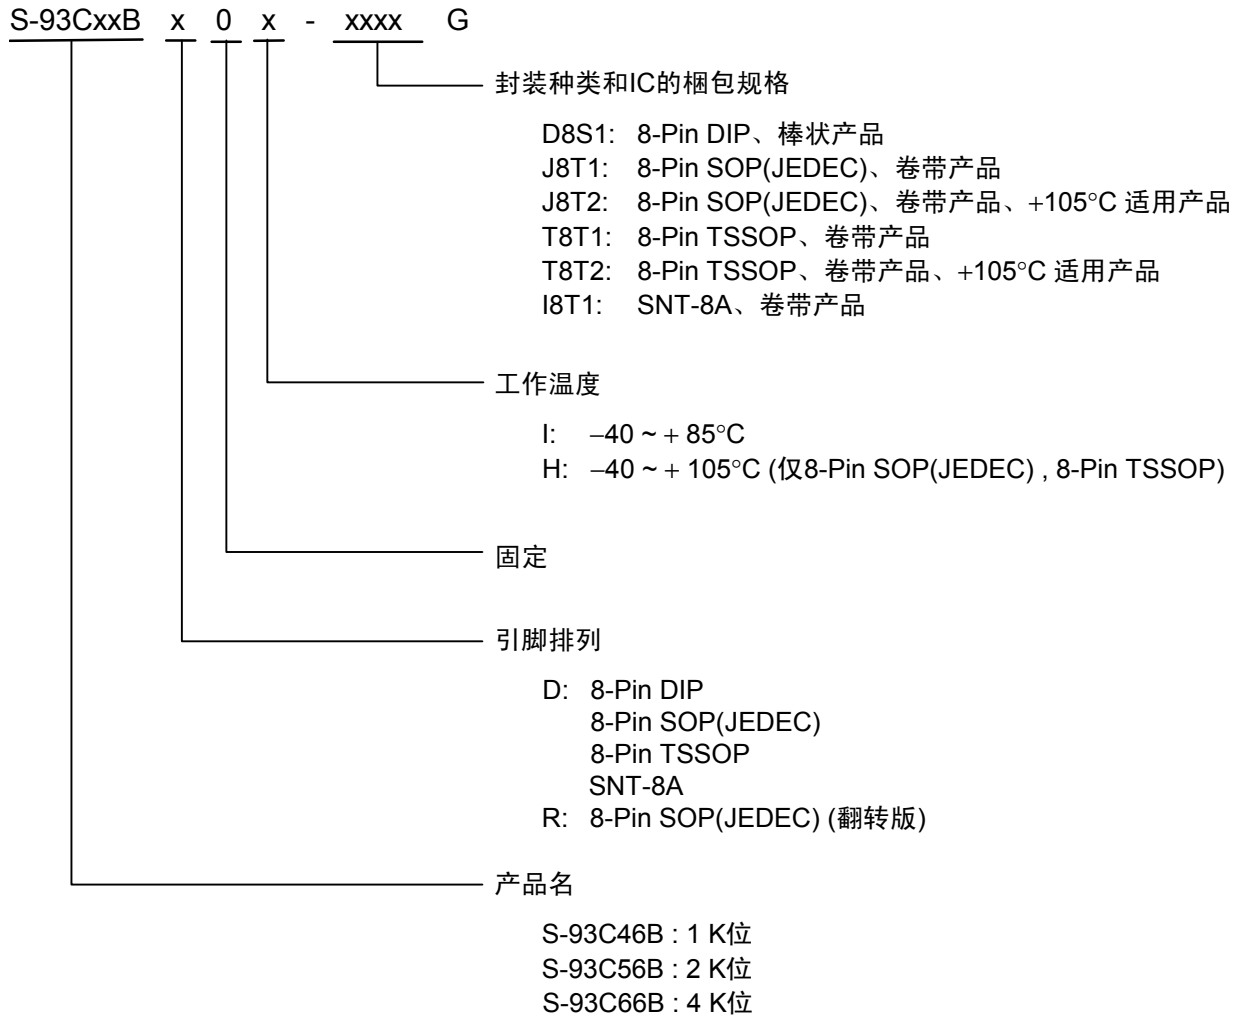 S-93CxxB x 0 x - xxxx G
封装种类和IC的梱包规格
D8S1: 8-Pin DIP、棒状产品
J8T1: 8-Pin SOP(JEDEC)、卷带产品
J8T2: 8-Pin SOP(JEDEC)、卷带产品、+105°C 适用产品
T8T1: 8-Pin TSSOP、卷带产品
T8T2: 8-Pin TSSOP、卷带产品、+105°C 适用产品
I8T1: SNT-8A、卷带产品
工作温度
I: −40 ~ + 85°C
H: −40 ~ + 105°C (仅8-Pin SOP(JEDEC) , 8-Pin TSSOP)
固定
引脚排列
D: 8-Pin DIP
8-Pin SOP(JEDEC)
8-Pin TSSOP
SNT-8A
R: 8-Pin SOP(JEDEC) (翻转版)
产品名
S-93C46B : 1 K位
S-93C56B : 2 K位
S-93C66B : 4 K位